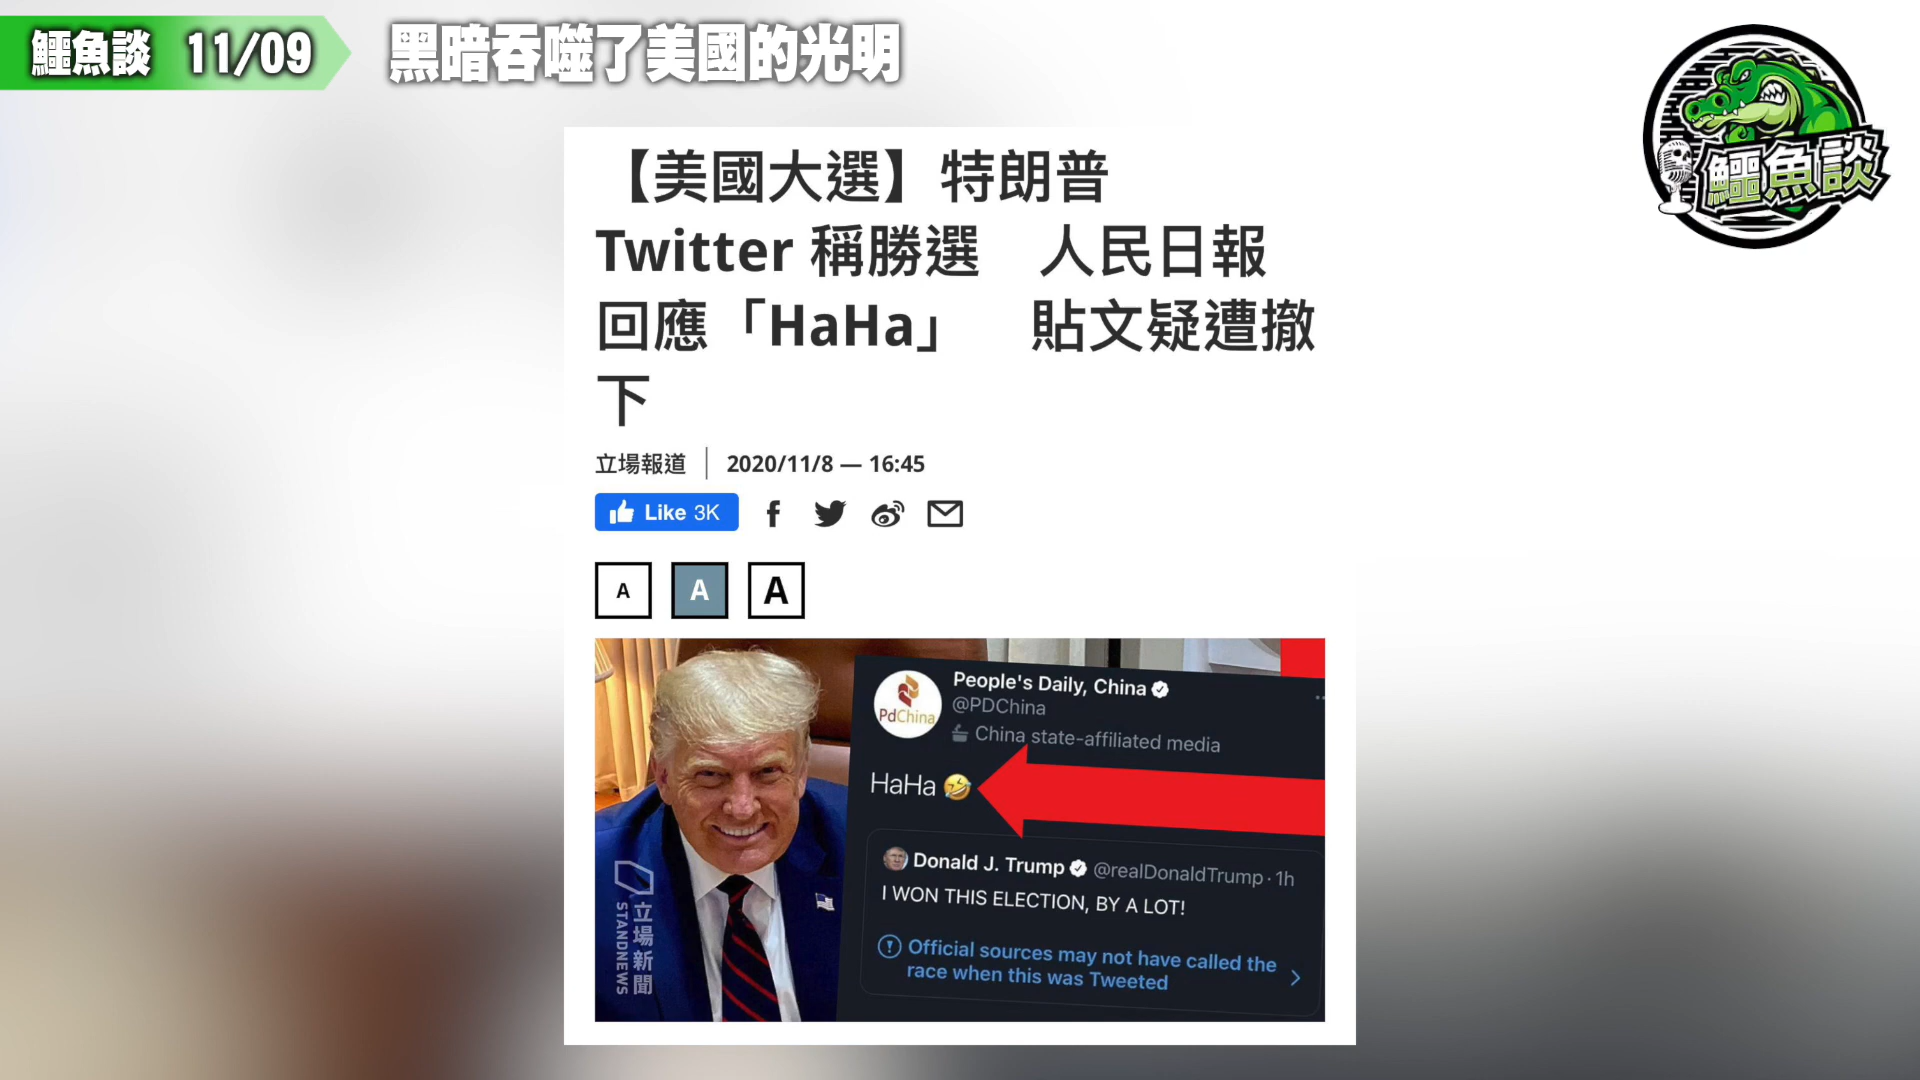 鱷魚談 11/09 黑暗吞噬了美國的光明
鱷魚談
【美國大選】特朗普
Twitter 稱勝選 人民日報
回應「HaHa」 貼文疑遭撤
下
立場報道 | 2020/11/8 — 16:45
Like 3K
A A A
People's Daily, China
PdChina
@PDChina
China state-affiliated media
HaHa 🤣
Donald J. Trump @realDonaldTrump · 1h
I WON THIS ELECTION, BY A LOT!
Official sources may not have called the
race when this was Tweeted
立場新聞
STANDNEWS